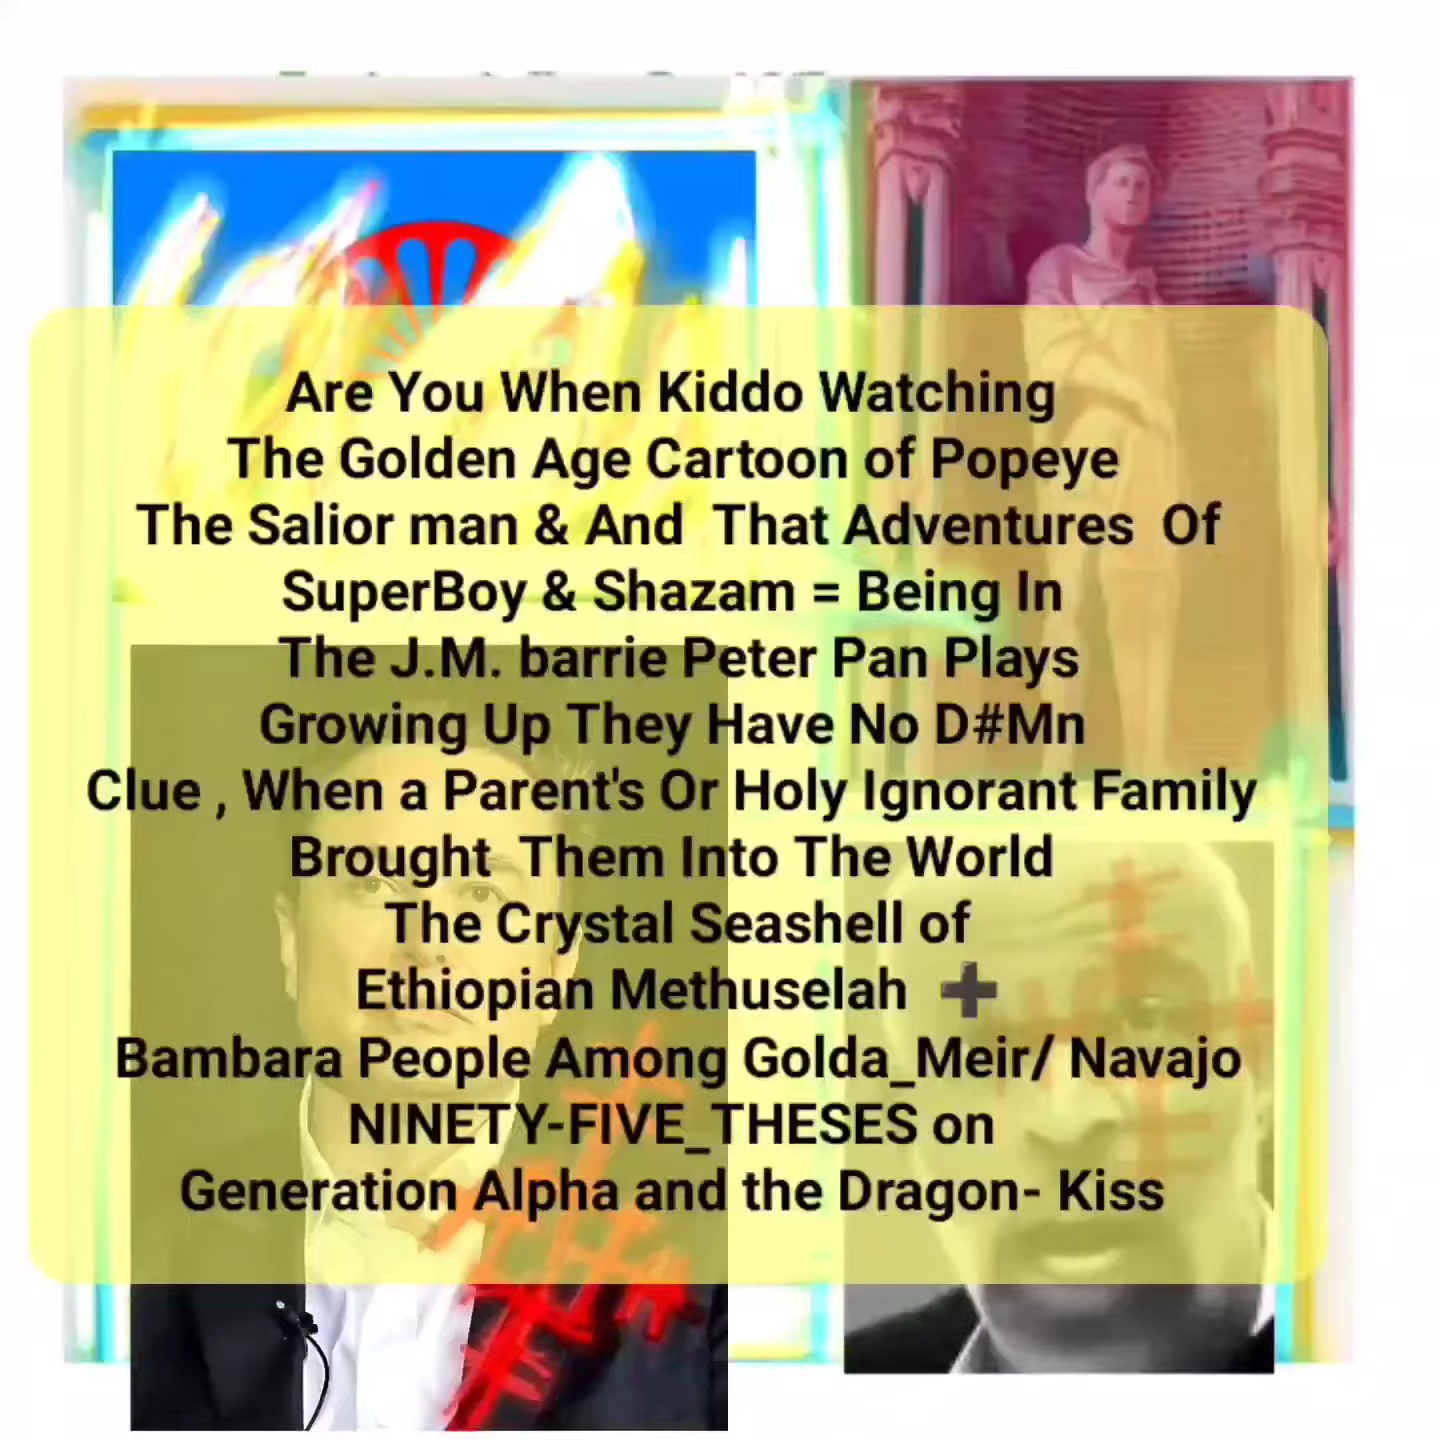 Are You When Kiddo Watching
The Golden Age Cartoon of Popeye
The Salior man & And That Adventures Of
SuperBoy & Shazam = Being In
The J.M. barrie Peter Pan Plays
Growing Up They Have No D#Mn
Clue , When a Parent's Or Holy Ignorant Family
Brought Them Into The World
The Crystal Seashell of
Ethiopian Methuselah ➕
Bambara People Among Golda_Meir/ Navajo
NINETY-FIVE_THESES on
Generation Alpha and the Dragon- Kiss